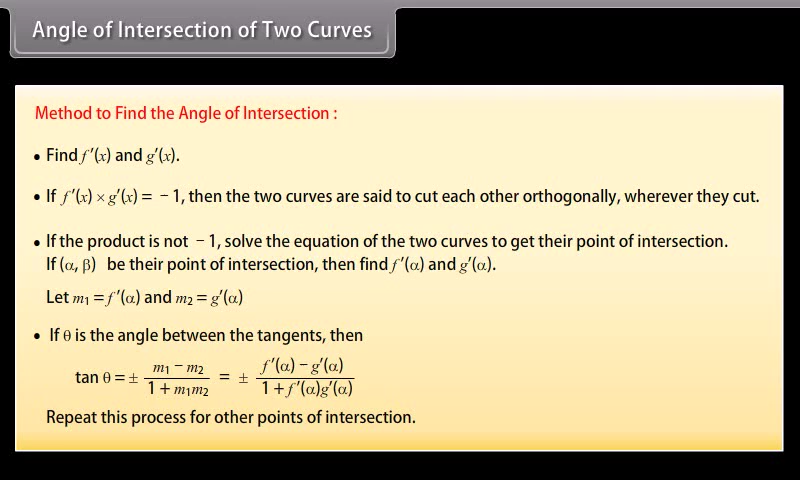 Angle of Intersection of Two Curves
Method to Find the Angle of Intersection :
• Find f′(x) and g′(x).
• If f′(x) × g′(x) = − 1, then the two curves are said to cut each other orthogonally, wherever they cut.
• If the product is not − 1, solve the equation of the two curves to get their point of intersection.
If (α, β) be their point of intersection, then find f′(α) and g′(α).
Let m₁ = f′(α) and m₂ = g′(α)
• If θ is the angle between the tangents, then
tan θ = ± (m₁ − m₂)/(1 + m₁m₂) = ± (f′(α) − g′(α))/(1 + f′(α)g′(α))
Repeat this process for other points of intersection.